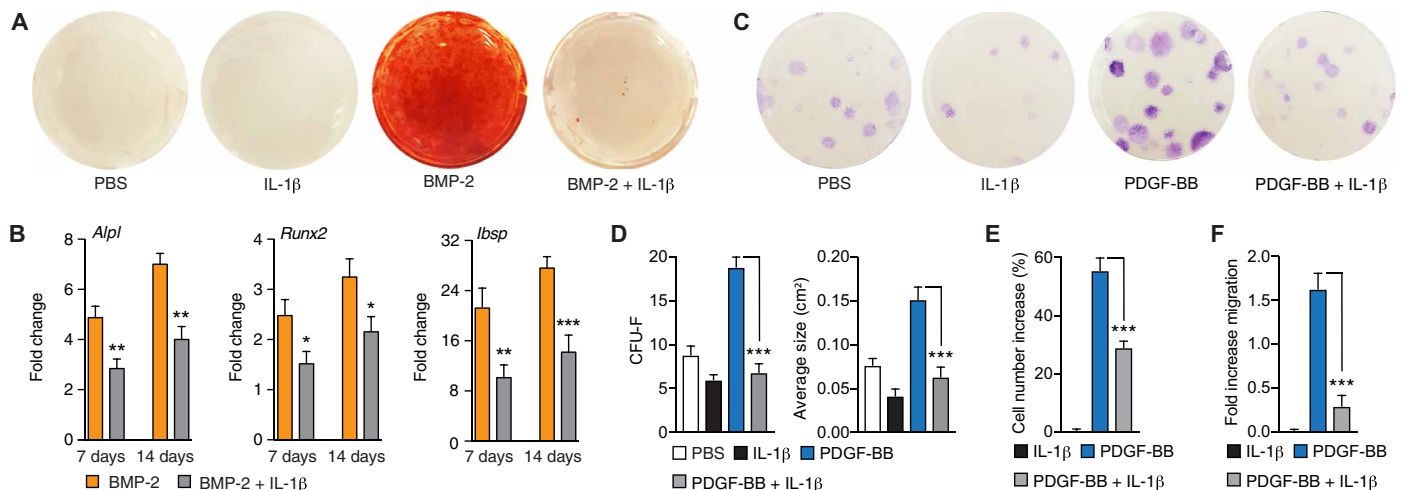 A
PBS
IL-1β
BMP-2
BMP-2 + IL-1β
C
PBS
IL-1β
PDGF-BB
PDGF-BB + IL-1β
B
Alpl
Fold change
8
6
4
2
0
**
**
7 days 14 days
Runx2
Fold change
4
3
2
1
0
*
*
7 days 14 days
Ibsp
Fold change
32
24
16
8
0
**
***
7 days 14 days
BMP-2 BMP-2 + IL-1β
D
CFU-F
20
15
10
5
0
***
Average size (cm²)
0.20
0.15
0.10
0.05
0.00
***
PBS IL-1β PDGF-BB
PDGF-BB + IL-1β
E
Cell number increase (%)
60
40
20
0
***
IL-1β PDGF-BB
PDGF-BB + IL-1β
F
Fold increase migration
2.0
1.5
1.0
0.5
0.0
***
IL-1β PDGF-BB
PDGF-BB + IL-1β